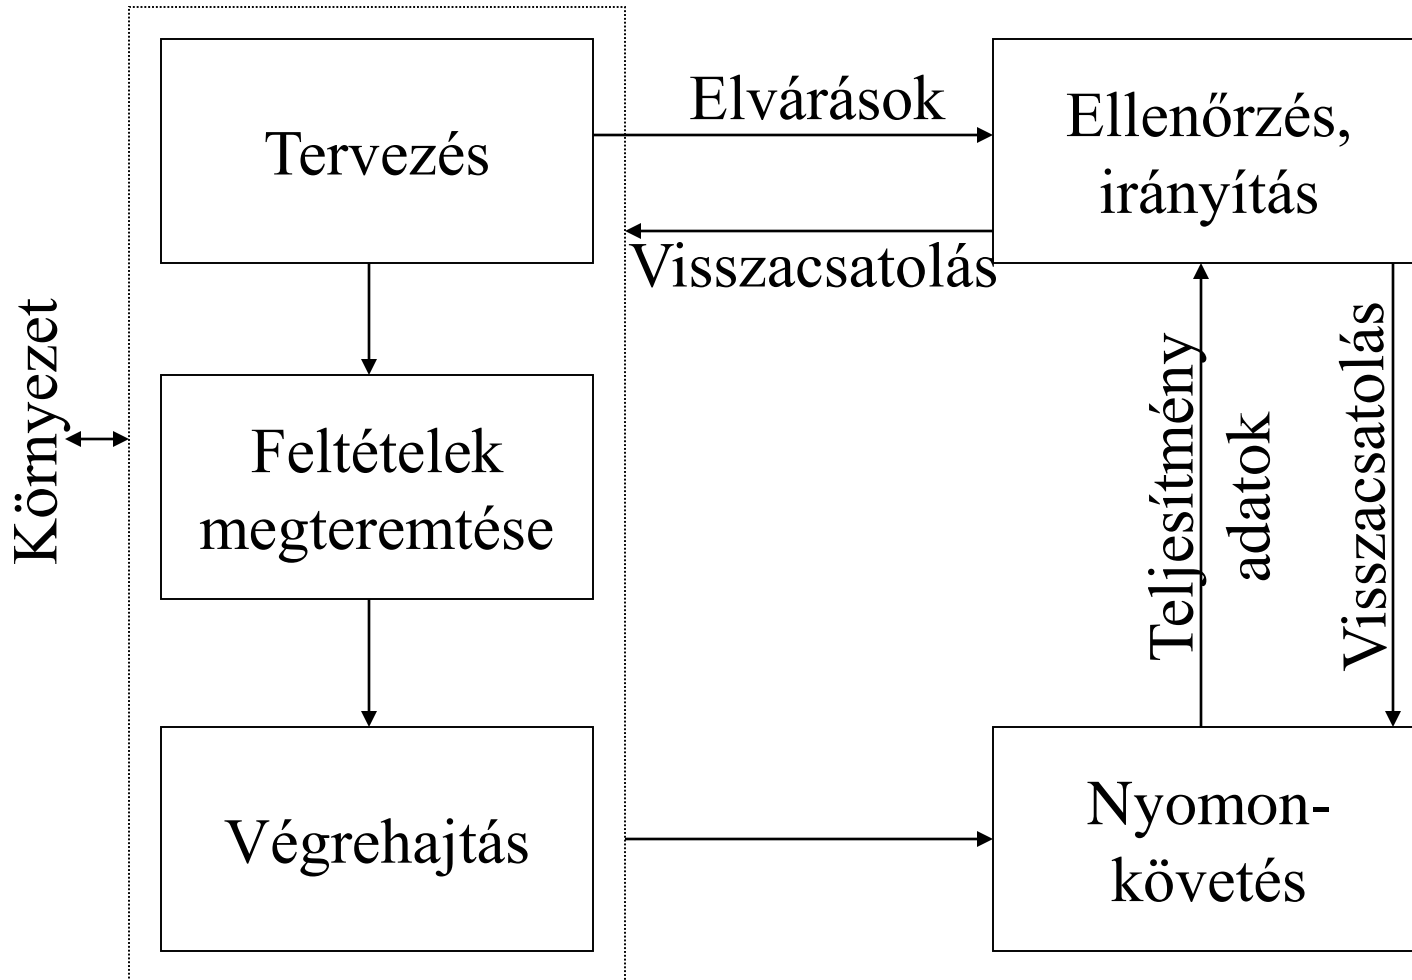 Tervezés
Elvárások
Ellenőrzés,
irányítás
Visszacsatolás
Környezet
Feltételek
megteremtése
Teljesítmény
adatok
Visszacsatolás
Végrehajtás
Nyomon-
követés